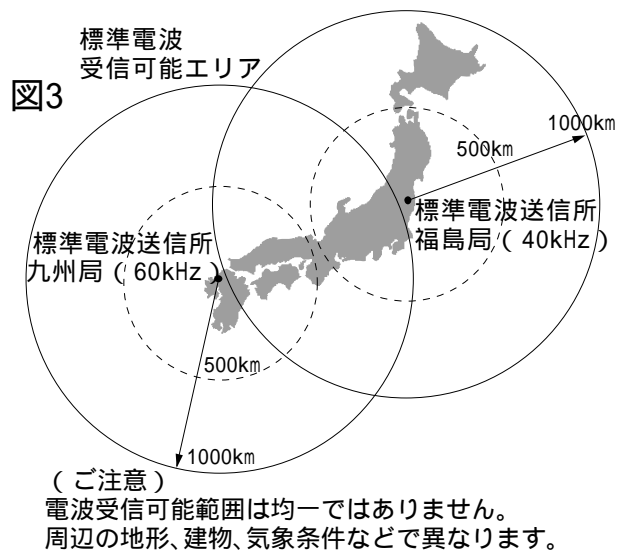 標準電波
受信可能エリア
図3
1000km
500km
標準電波送信所
福島局（40kHz）
標準電波送信所
九州局（60kHz）
500km
1000km
（ご注意）
電波受信可能範囲は均一ではありません。
周辺の地形、建物、気象条件などで異なります。